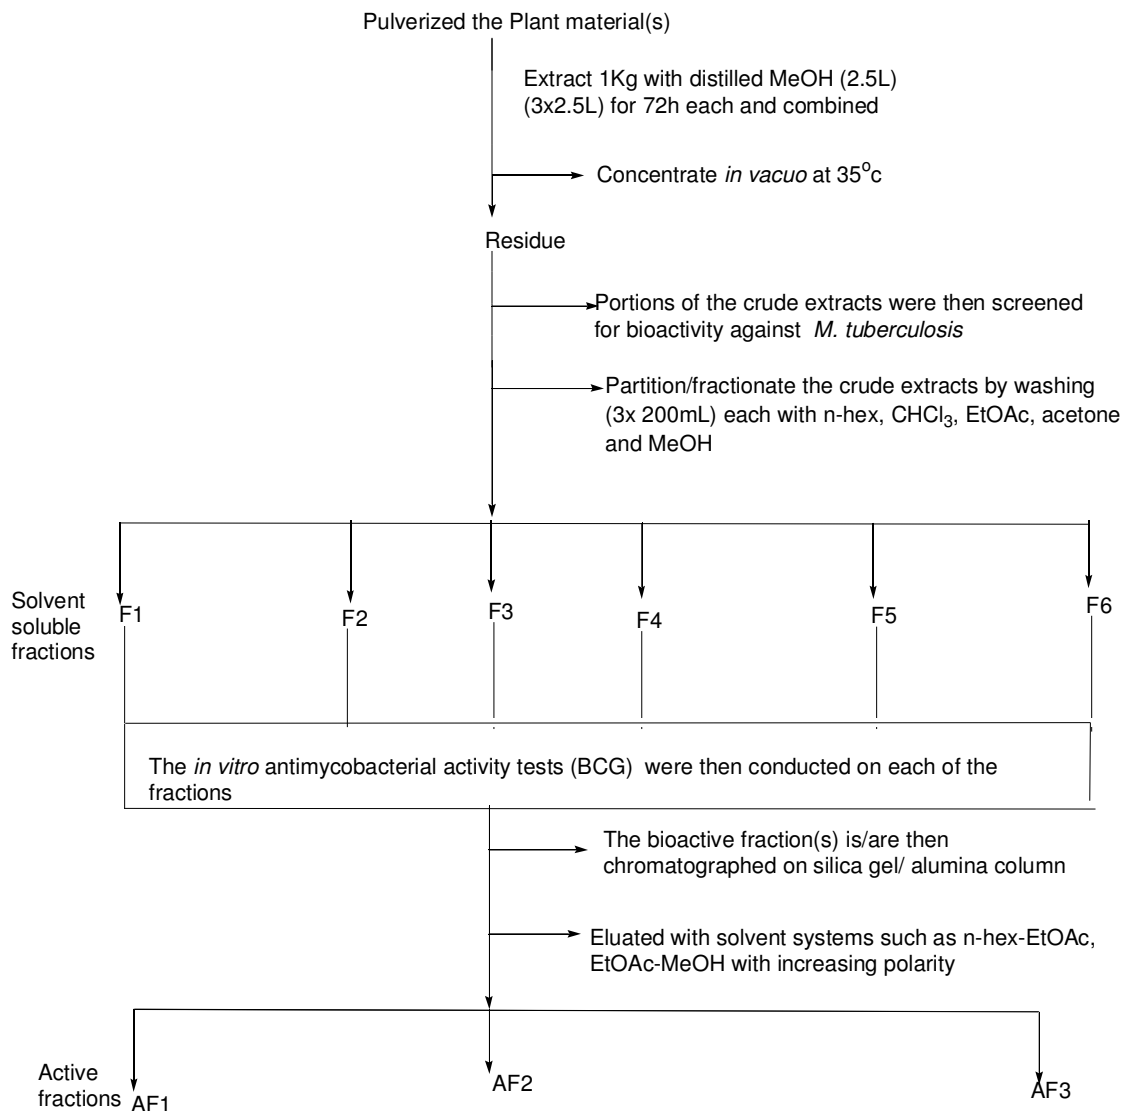 Pulverized the Plant material(s)
Extract 1Kg with distilled MeOH (2.5L)
(3x2.5L) for 72h each and combined
Concentrate in vacuo at 35oc
Residue
Portions of the crude extracts were then screened
for bioactivity against M. tuberculosis
Partition/fractionate the crude extracts by washing
(3x 200mL) each with n-hex, CHCl3, EtOAc, acetone
and MeOH
Solvent
soluble
fractions
F1
F2
F3
F4
F5
F6
The in vitro antimycobacterial activity tests (BCG) were then conducted on each of the
fractions
The bioactive fraction(s) is/are then
chromatographed on silica gel/ alumina column
Eluated with solvent systems such as n-hex-EtOAc,
EtOAc-MeOH with increasing polarity
Active
fractions
AF1
AF2
AF3